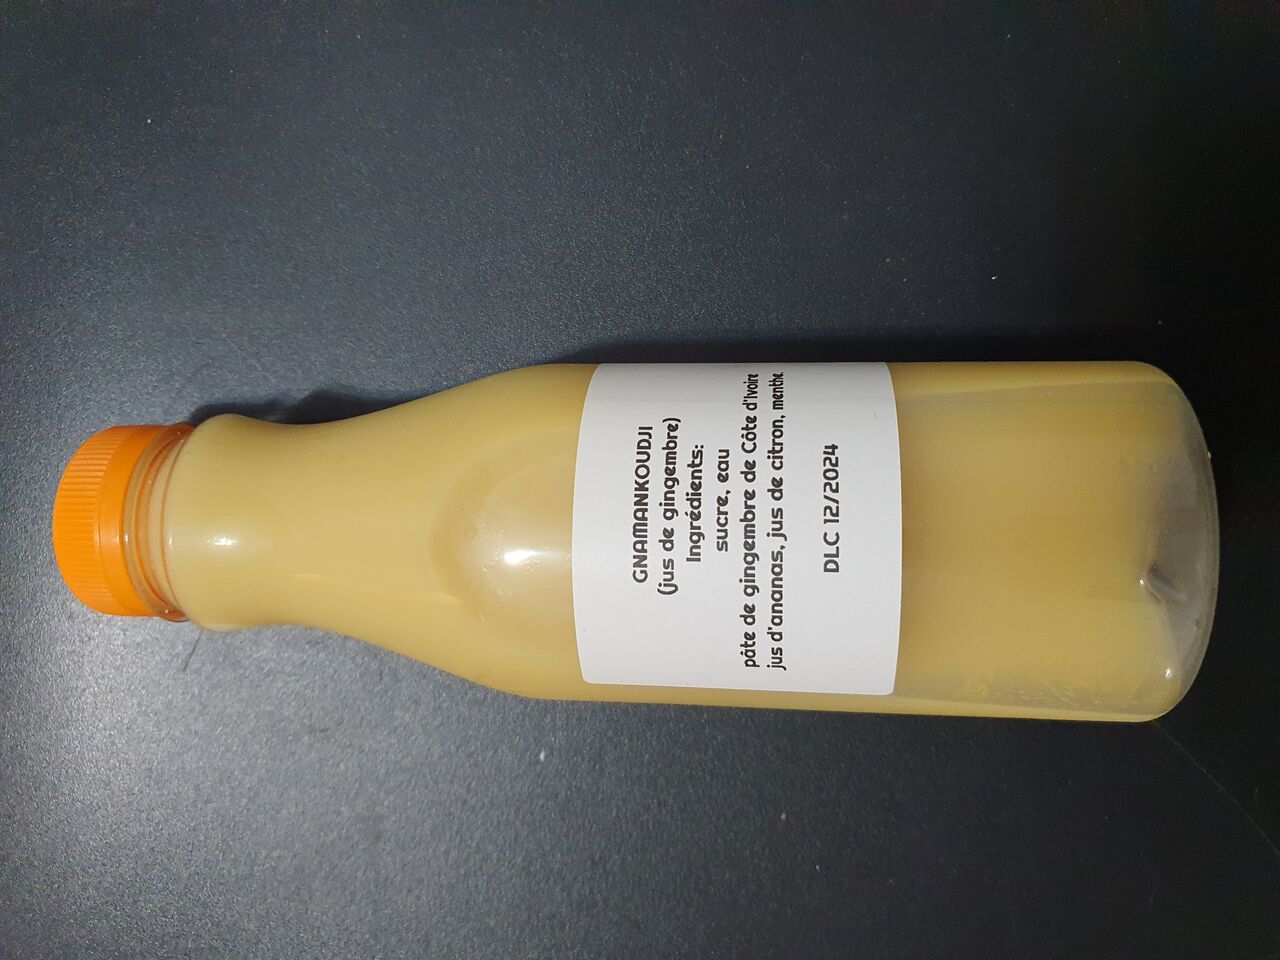 GNAMANKOUDJI
(jus de gingembre)
Ingrédients:
sucre, eau
pâte de gingembre de Côte d'Ivoire
jus d'ananas, jus de citron, menthe
DLC 12/2024